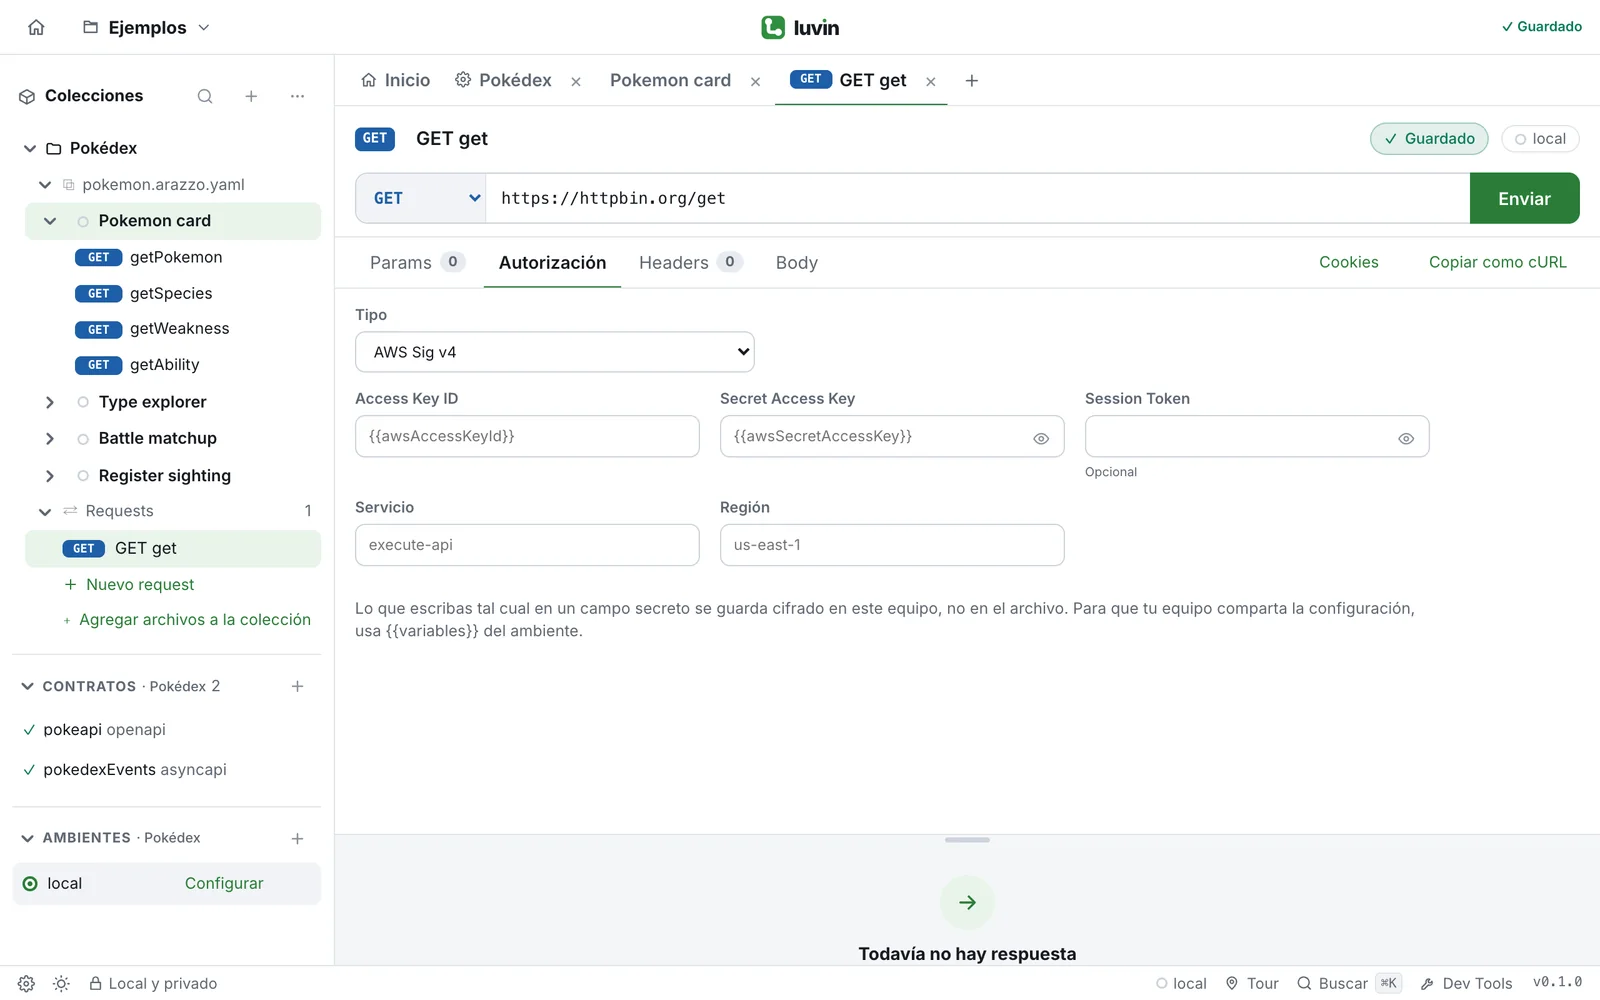 Ejemplos
luvin
✓ Guardado
Colecciones
Inicio
Pokédex ×
Pokemon card ×
GET GET get ×
+
Pokédex
pokemon.arazzo.yaml
Pokemon card
GET getPokemon
GET getSpecies
GET getWeakness
GET getAbility
Type explorer
Battle matchup
Register sighting
Requests 1
GET GET get
+ Nuevo request
+ Agregar archivos a la colección
CONTRATOS · Pokédex 2 +
✓ pokeapi openapi
✓ pokedexEvents asyncapi
AMBIENTES · Pokédex +
local Configurar
GET GET get
✓ Guardado
local
GET https://httpbin.org/get Enviar
Params 0 Autorización Headers 0 Body
Cookies Copiar como cURL
Tipo
AWS Sig v4
Access Key ID Secret Access Key Session Token
{{awsAccessKeyId}} {{awsSecretAccessKey}}
Opcional
Servicio Región
execute-api us-east-1
Lo que escribas tal cual en un campo secreto se guarda cifrado en este equipo, no en el archivo. Para que tu equipo comparta la configuración,
usa {{variables}} del ambiente.
Todavía no hay respuesta
Local y privado
local Tour Buscar ⌘K Dev Tools v0.1.0